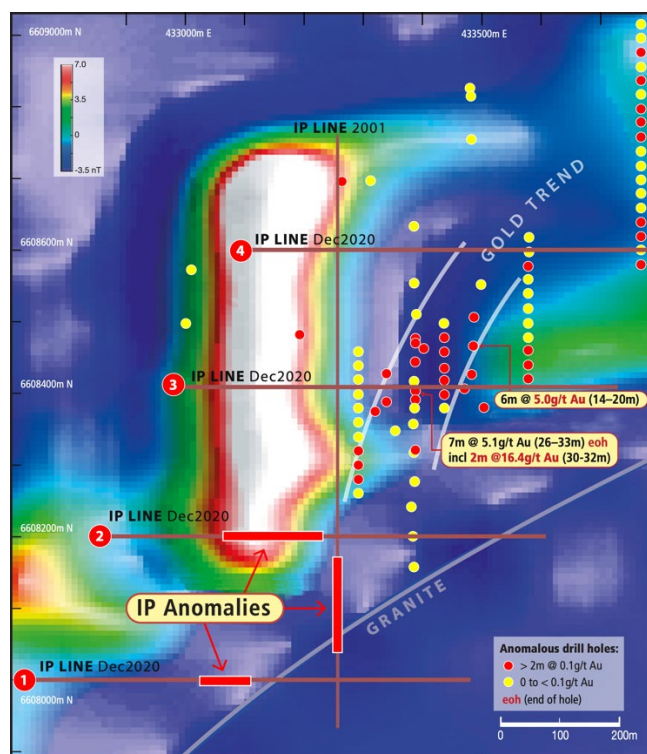 6609000m N
433000m E
433500m E
7.0
3.5
0
-3.5 nT
IP LINE 2001
GOLD TREND
6608600m N
4
IP LINE Dec2020
3
IP LINE Dec2020
6608400m N
6m @ 5.0g/t Au (14–20m)
7m @ 5.1g/t Au (26–33m) eoh
incl 2m @16.4g/t Au (30-32m)
6608200m N
IP LINE Dec2020
2
IP Anomalies
GRANITE
IP LINE Dec2020
1
6608000m N
Anomalous drill holes:
> 2m @ 0.1g/t Au
0 to < 0.1g/t Au
eoh (end of hole)
0 100 200m